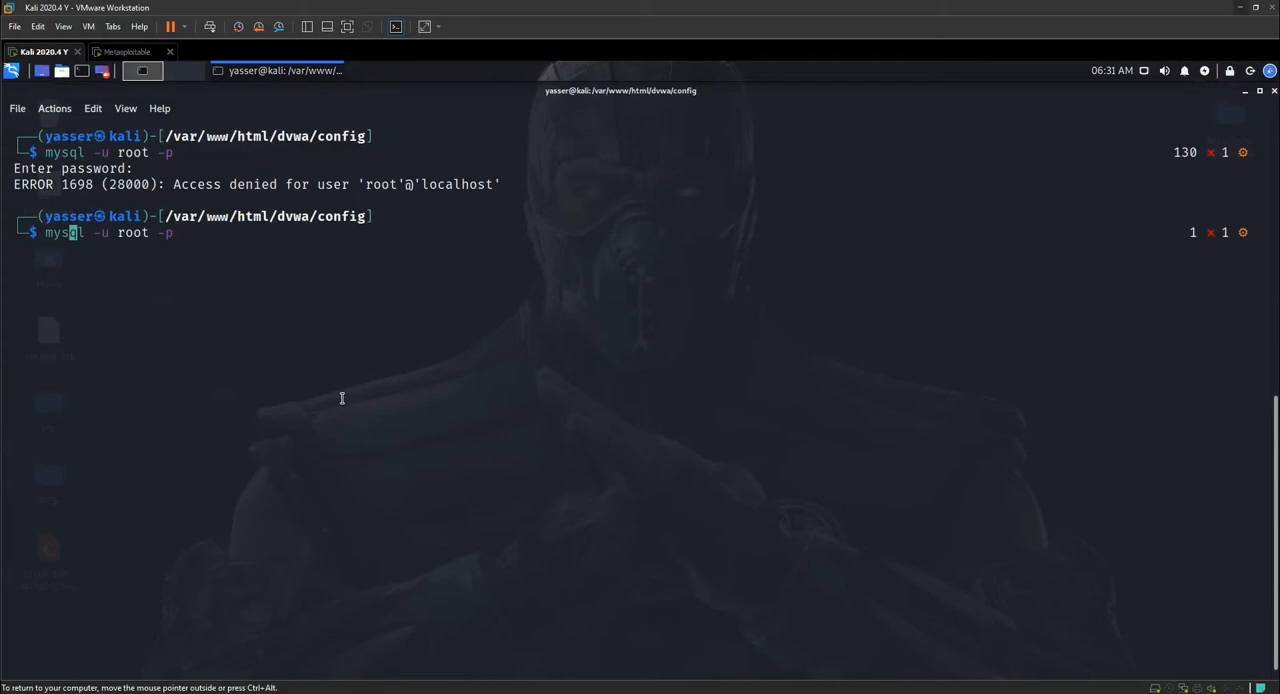 Kali 2020.4 Y - VMware Workstation
File Edit View VM Tabs Help
Kali 2020.4 Y Metasploitable
yasser@kali: /var/www/... 06:31 AM
yasser@kali: /var/www/html/dvwa/config
File Actions Edit View Help
(yasser㉿kali)-[/var/www/html/dvwa/config]
$ mysql -u root -p 130 ⨯ 1 ⚙
Enter password:
ERROR 1698 (28000): Access denied for user 'root'@'localhost'
(yasser㉿kali)-[/var/www/html/dvwa/config]
$ mysql -u root -p 1 ⨯ 1 ⚙
Home
To return to your computer, move the mouse pointer outside or press Ctrl+Alt.